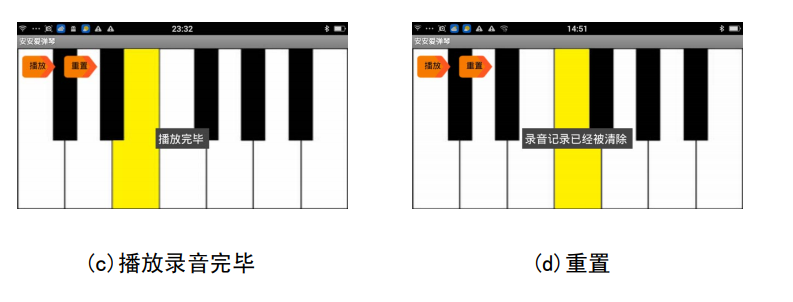 23:32
安安爱弹琴
播放
重置
播放完毕
(c)播放录音完毕
14:51
安安爱弹琴
播放
重置
录音记录已经被清除
(d)重置